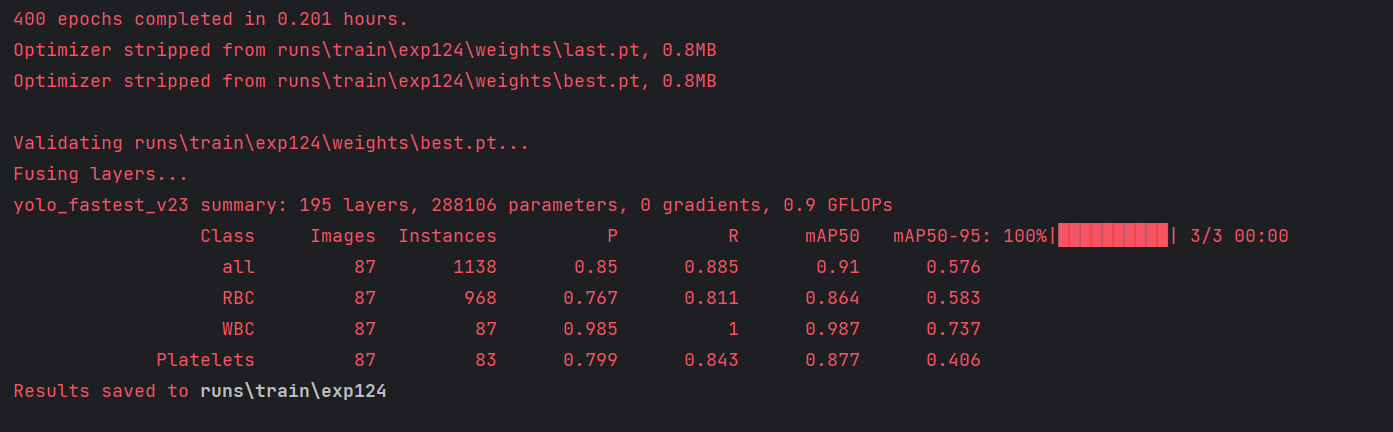 400 epochs completed in 0.201 hours.
Optimizer stripped from runs\train\exp124\weights\last.pt, 0.8MB
Optimizer stripped from runs\train\exp124\weights\best.pt, 0.8MB
Validating runs\train\exp124\weights\best.pt...
Fusing layers...
yolo_fastest_v23 summary: 195 layers, 288106 parameters, 0 gradients, 0.9 GFLOPs
Class Images Instances P R mAP50 mAP50-95: 100%|██████████| 3/3 00:00
all 87 1138 0.85 0.885 0.91 0.576
RBC 87 968 0.767 0.811 0.864 0.583
WBC 87 87 0.985 1 0.987 0.737
Platelets 87 83 0.799 0.843 0.877 0.406
Results saved to runs\train\exp124